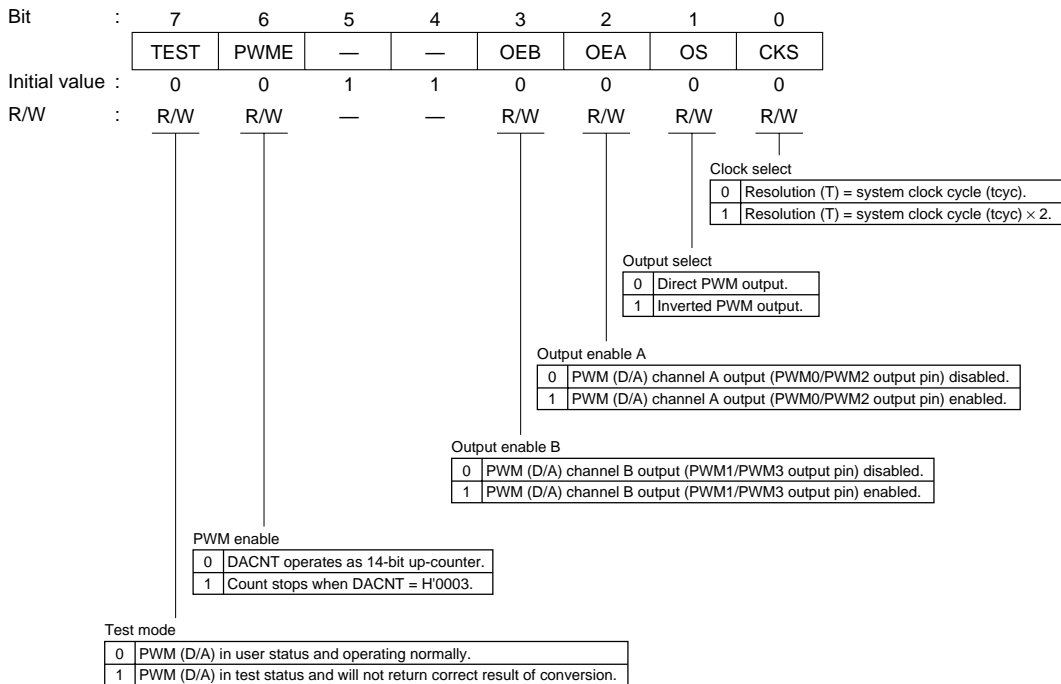 Bit : 7 6 5 4 3 2 1 0
TEST PWME — — OEB OEA OS CKS
Initial value : 0 0 1 1 0 0 0 0
R/W : R/W R/W — — R/W R/W R/W R/W
Clock select
0 Resolution (T) = system clock cycle (tcyc).
1 Resolution (T) = system clock cycle (tcyc) × 2.
Output select
0 Direct PWM output.
1 Inverted PWM output.
Output enable A
0 PWM (D/A) channel A output (PWM0/PWM2 output pin) disabled.
1 PWM (D/A) channel A output (PWM0/PWM2 output pin) enabled.
Output enable B
0 PWM (D/A) channel B output (PWM1/PWM3 output pin) disabled.
1 PWM (D/A) channel B output (PWM1/PWM3 output pin) enabled.
PWM enable
0 DACNT operates as 14-bit up-counter.
1 Count stops when DACNT = H'0003.
Test mode
0 PWM (D/A) in user status and operating normally.
1 PWM (D/A) in test status and will not return correct result of conversion.